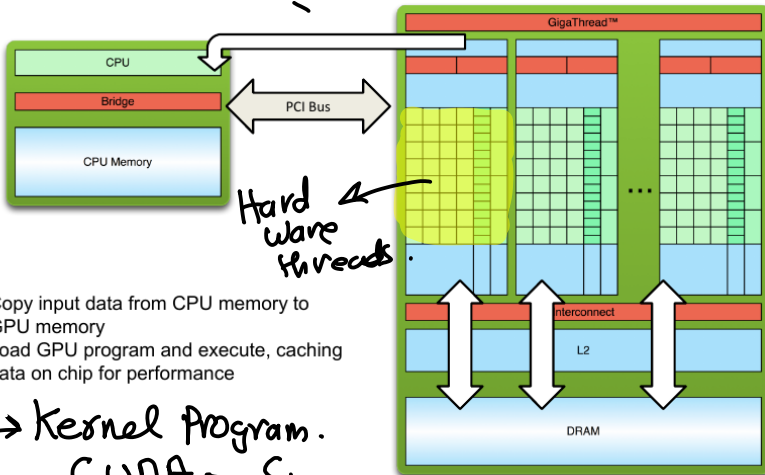 GigaThread™
CPU
Bridge
PCI Bus
CPU Memory
...
Hard
ware
threads.
Copy input data from CPU memory to
GPU memory
oad GPU program and execute, caching
ata on chip for performance
Interconnect
L2
DRAM
→ Kernel Program.